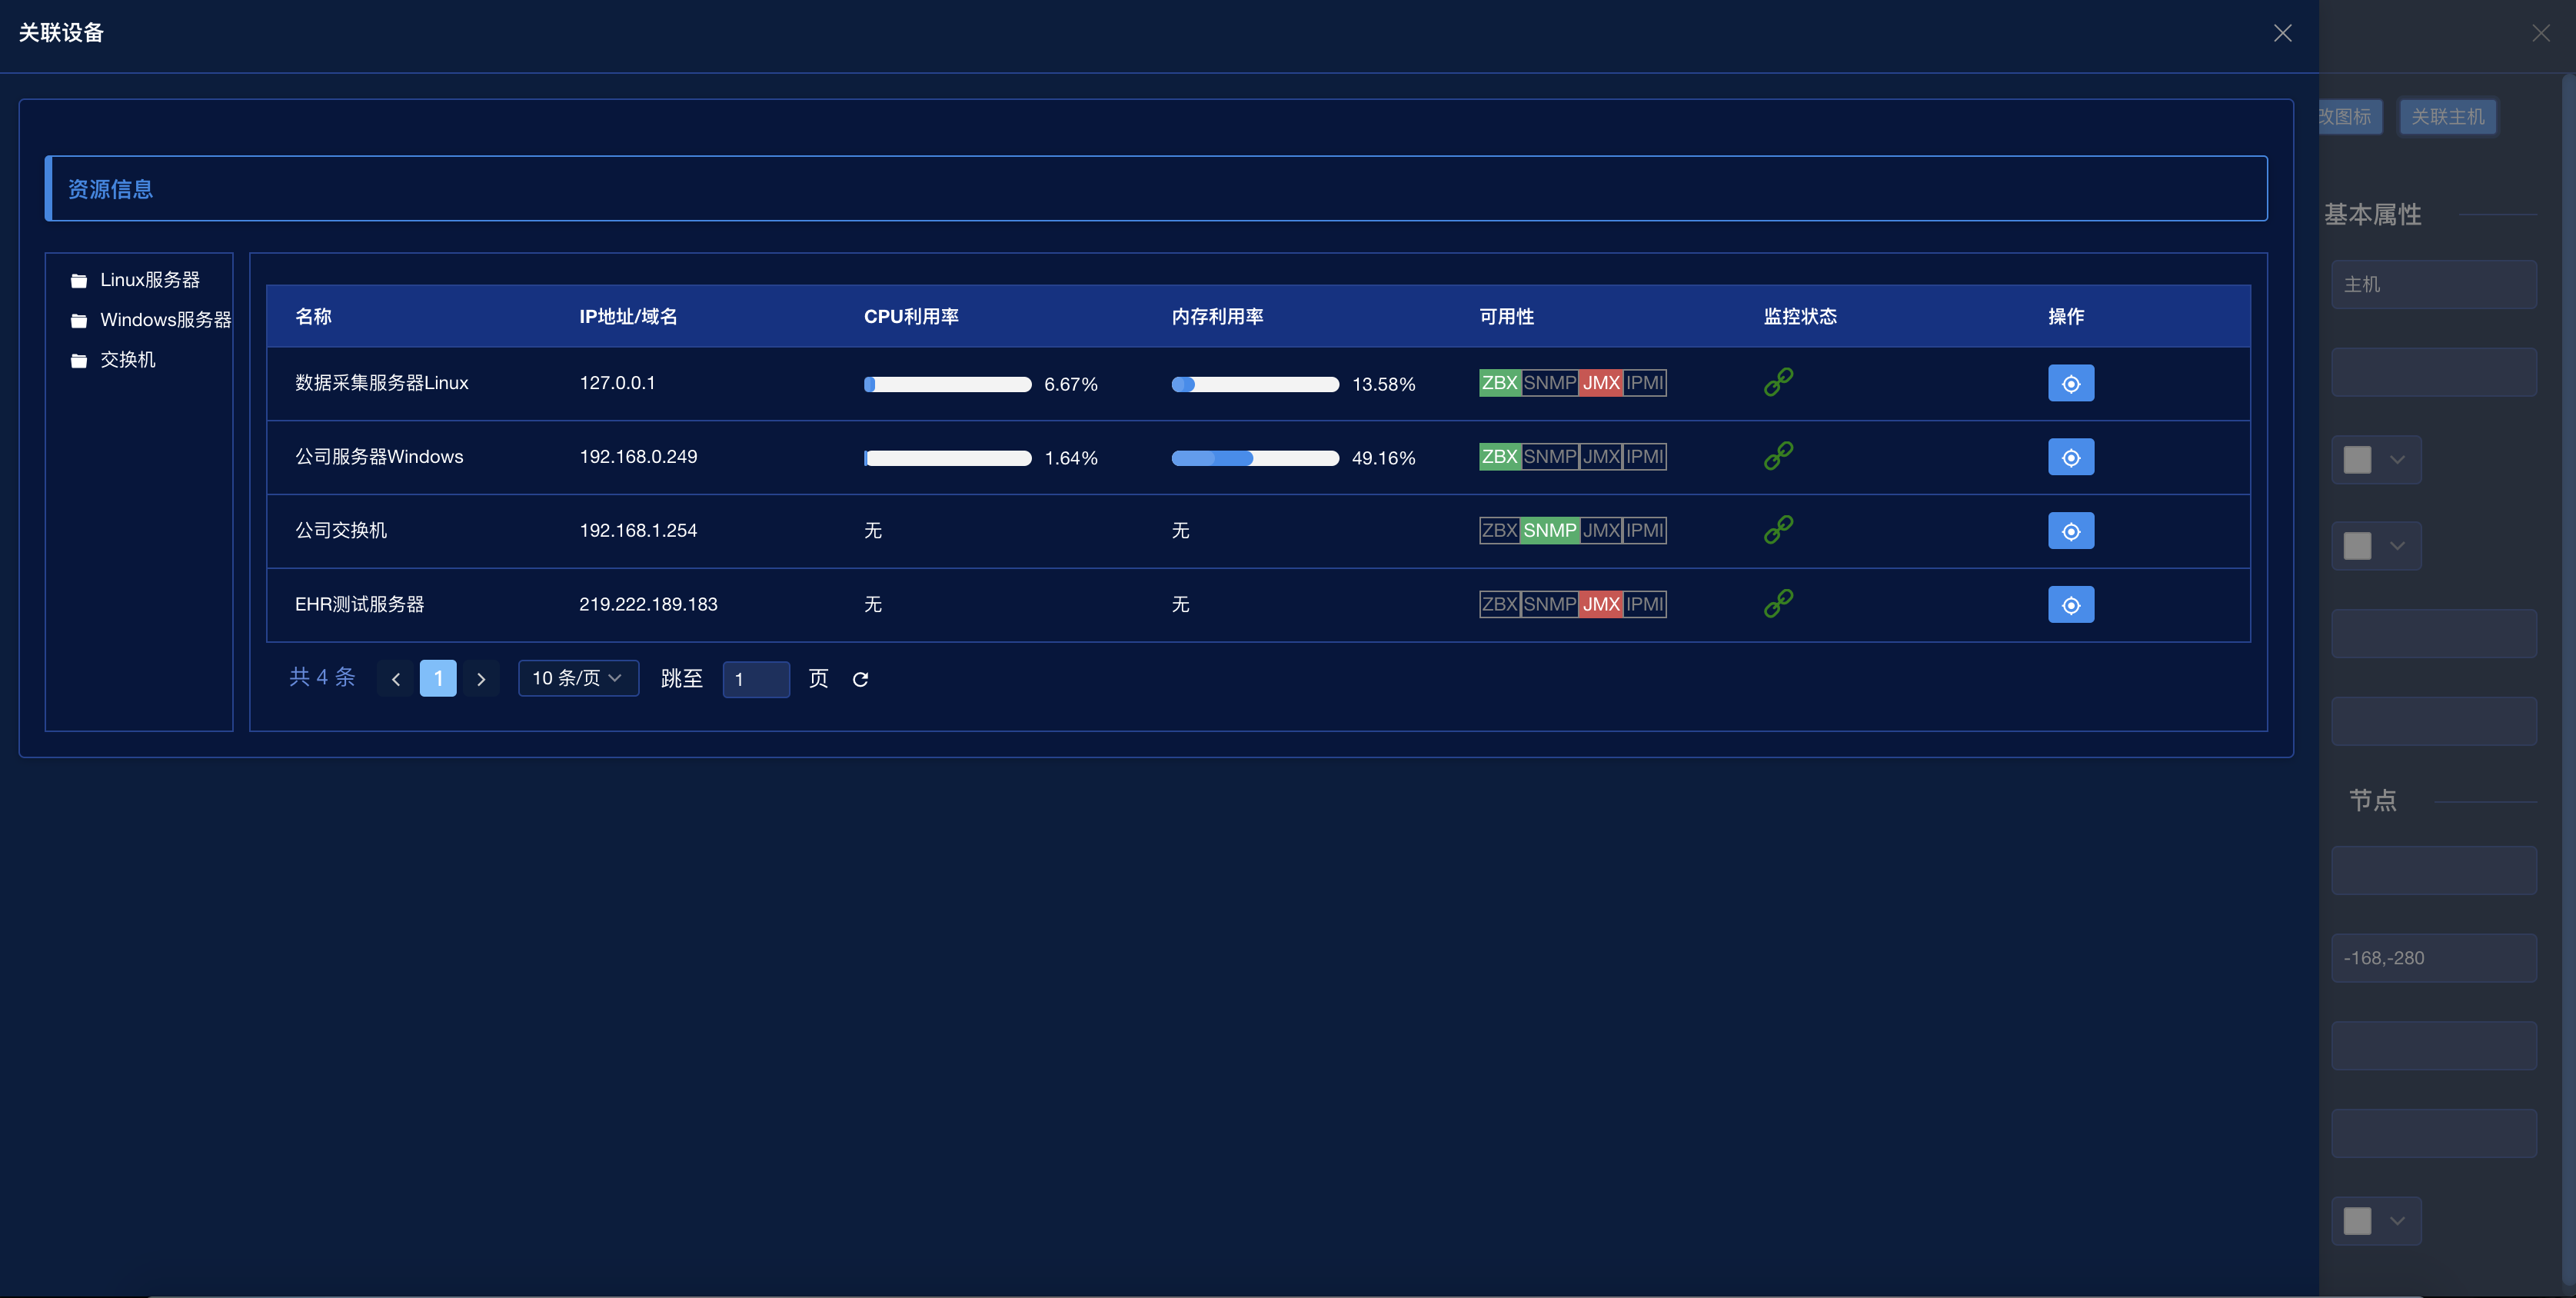 关联设备
改图标 关联主机
资源信息
基本属性
Linux服务器
Windows服务器
交换机
名称 IP地址/域名 CPU利用率 内存利用率 可用性 监控状态 操作
数据采集服务器Linux 127.0.0.1 6.67% 13.58% ZBX SNMP JMX IPMI
公司服务器Windows 192.168.0.249 1.64% 49.16% ZBX SNMP JMX IPMI
公司交换机 192.168.1.254 无 无 ZBX SNMP JMX IPMI
EHR测试服务器 219.222.189.183 无 无 ZBX SNMP JMX IPMI
共 4 条 1 10 条/页 跳至 1 页
主机
节点
-168,-280